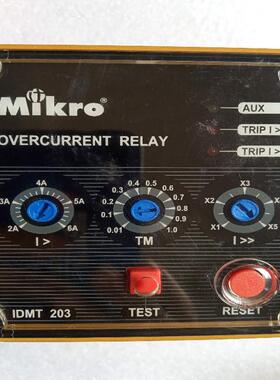 Mikro®
AUX
TRIP I >
TRIP I >
OVERCURRENT RELAY
2A 3A 4A 5A 6A
I >
0.01 0.1 0.2 0.3 0.4 0.5 0.6 0.7 0.8 0.9 1.0
TM
X1 X2 X3 X4 X5
I >>
IDMT 203
TEST
RESET